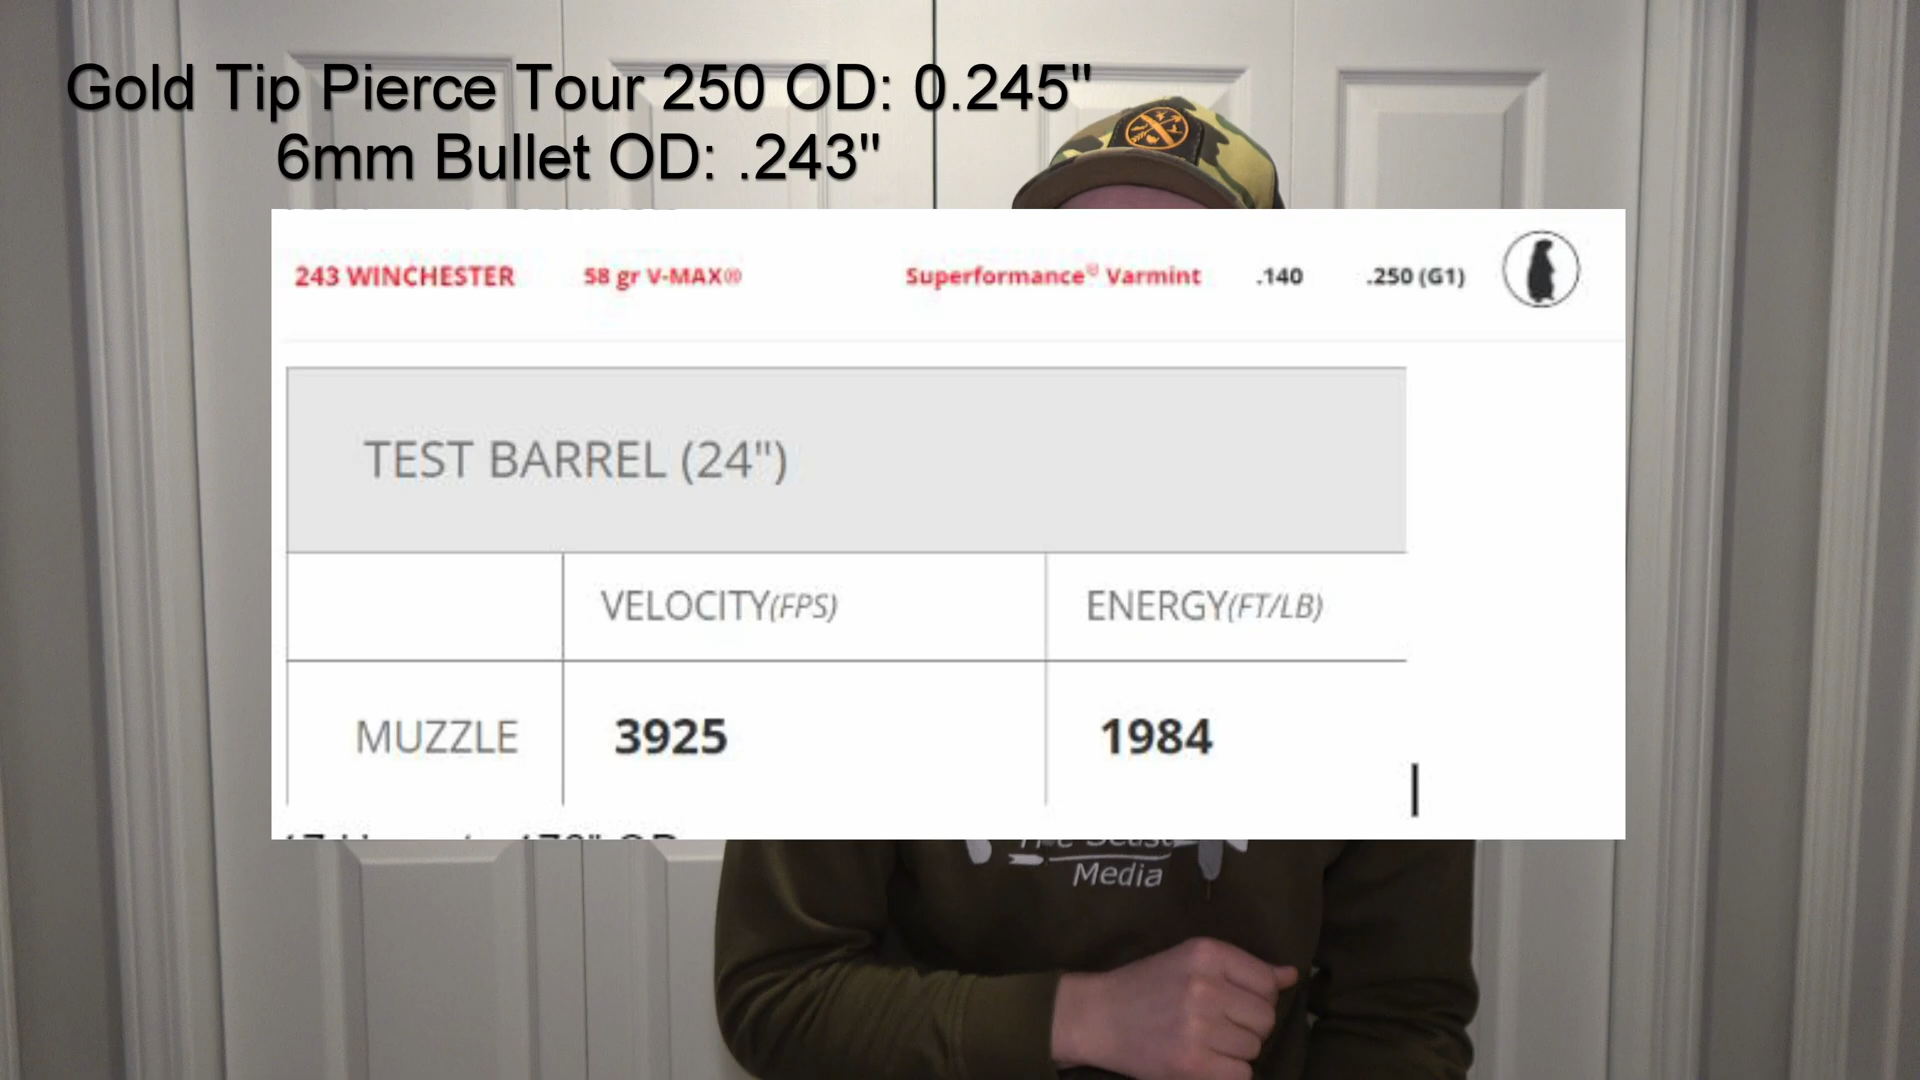 Gold Tip Pierce Tour 250 OD: 0.245"
6mm Bullet OD: .243"
243 WINCHESTER 58 gr V-MAX® Superformance® Varmint .140 .250 (G1)
TEST BARREL (24")
VELOCITY(FPS) ENERGY(FT/LB)
MUZZLE 3925 1984
Media